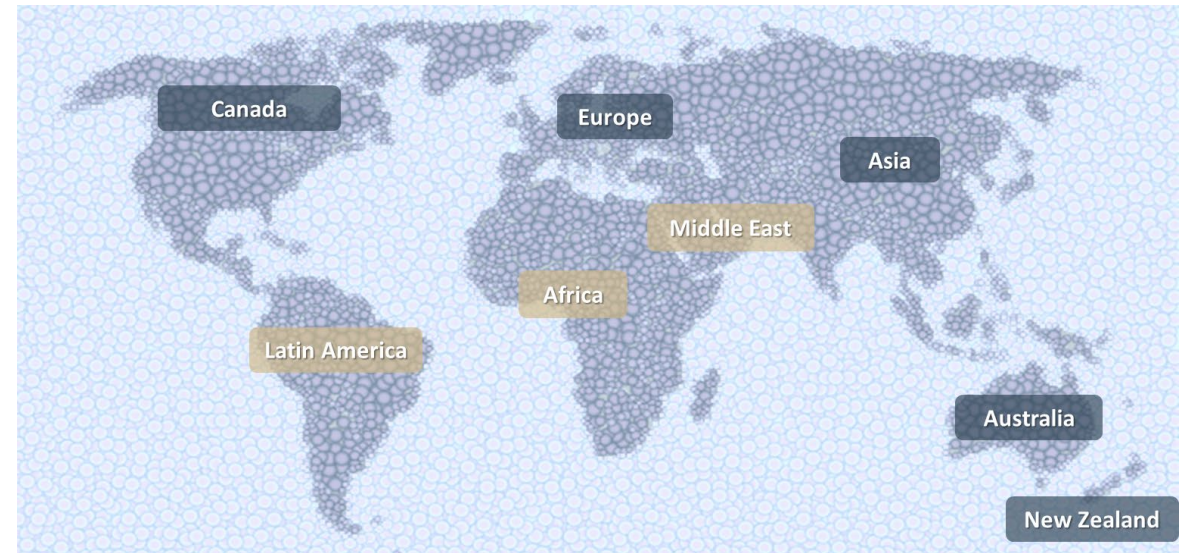 Canada
Europe
Asia
Middle East
Africa
Latin America
Australia
New Zealand